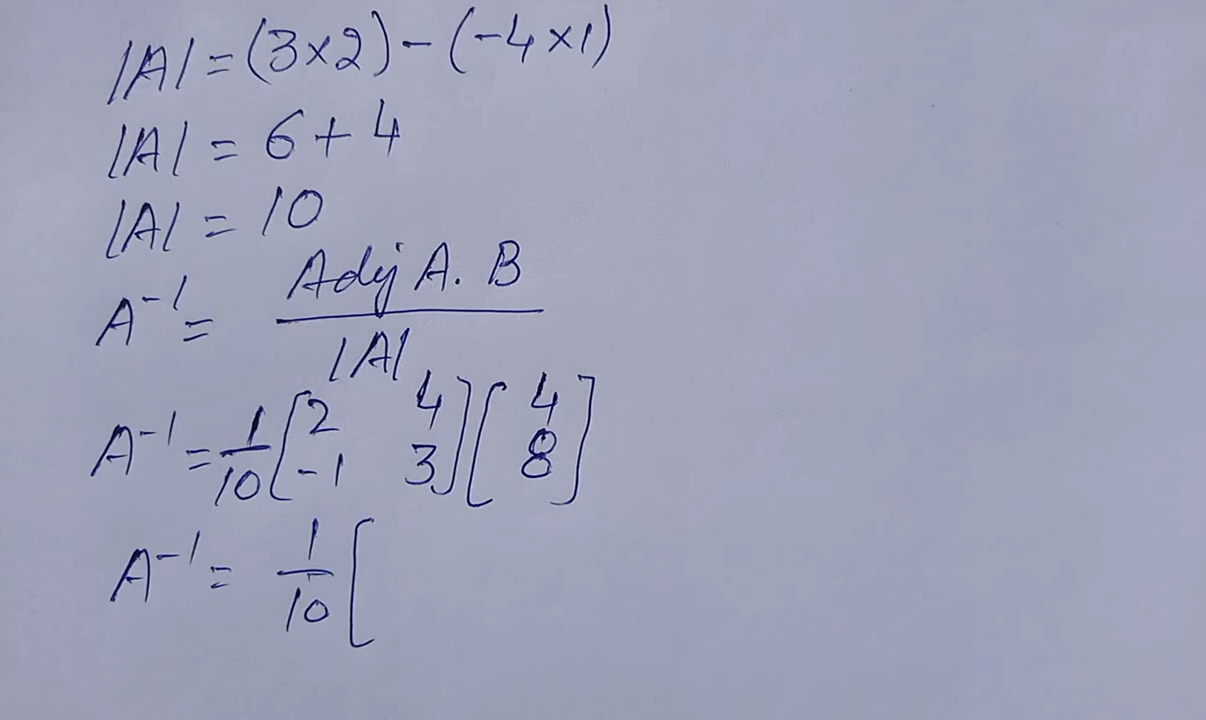 |A| = (3×2) - (-4×1)
|A| = 6 + 4
|A| = 10
A⁻¹ = Adj A. B / |A|
A⁻¹ = 1/10 [2 4
-1 3] [4
8]
A⁻¹ = 1/10 [